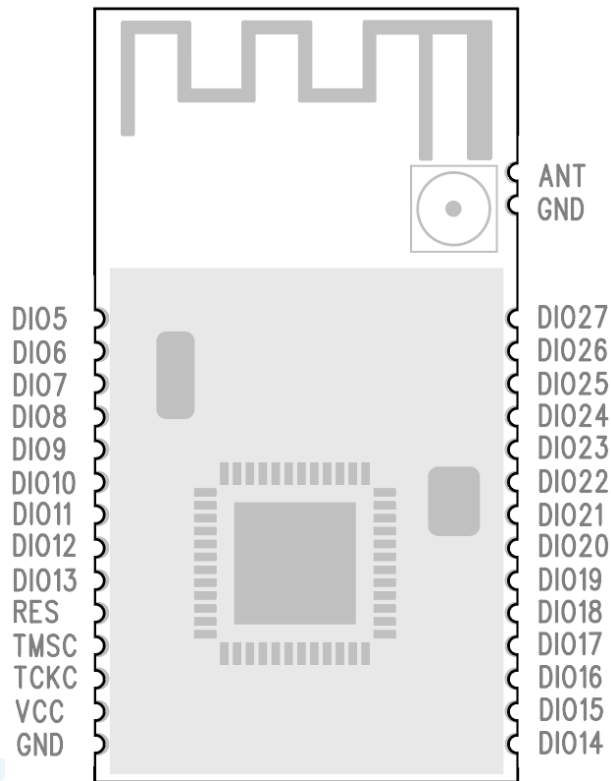 ANT
GND
DIO5
DIO6
DIO7
DIO8
DIO9
DIO10
DIO11
DIO12
DIO13
RES
TMSC
TCKC
VCC
GND
DIO27
DIO26
DIO25
DIO24
DIO23
DIO22
DIO21
DIO20
DIO19
DIO18
DIO17
DIO16
DIO15
DIO14